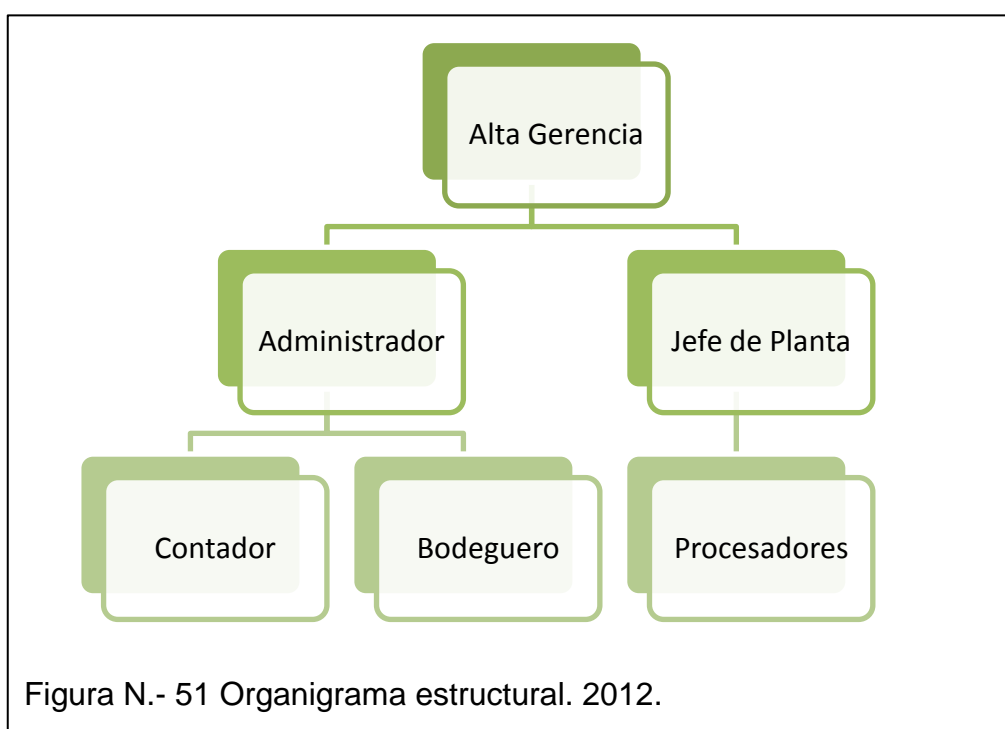 Alta Gerencia
Administrador
Jefe de Planta
Contador
Bodeguero
Procesadores
Figura N.- 51 Organigrama estructural. 2012.